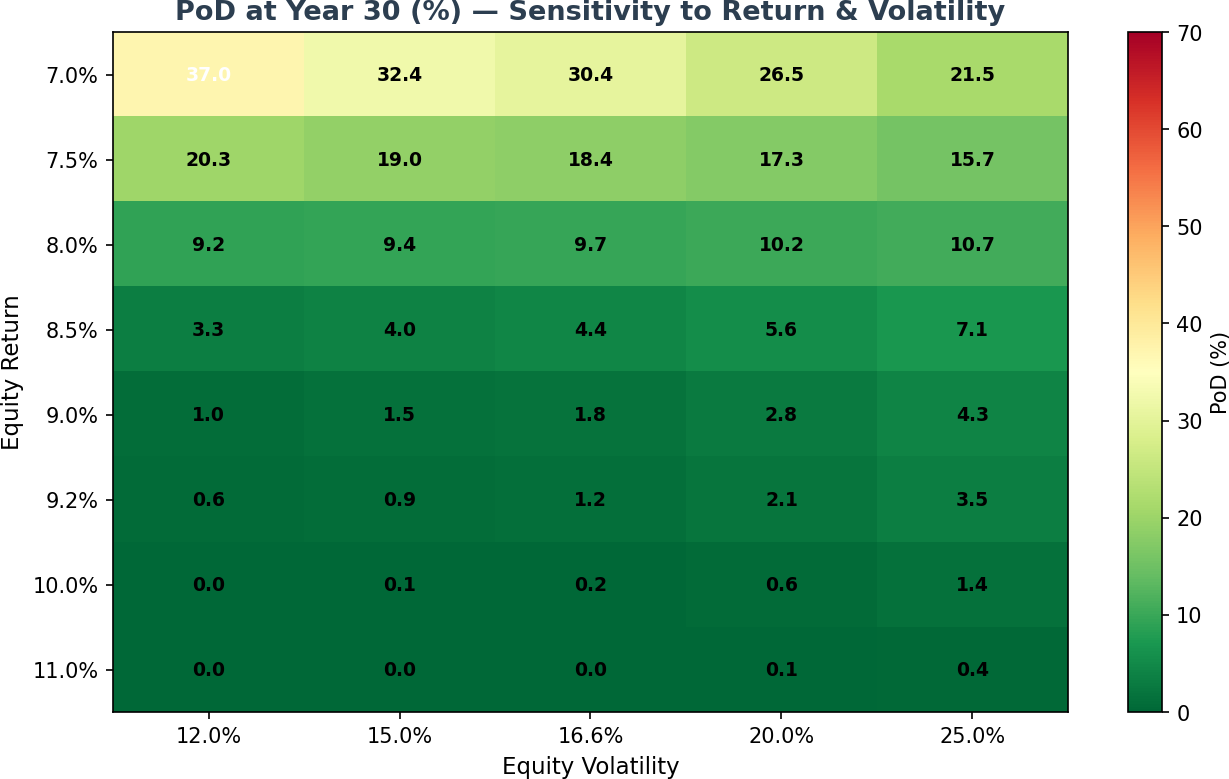 PoD at Year 30 (%) — Sensitivity to Return & Volatility
7.0% 37.0 32.4 30.4 26.5 21.5
7.5% 20.3 19.0 18.4 17.3 15.7
8.0% 9.2 9.4 9.7 10.2 10.7
8.5% 3.3 4.0 4.4 5.6 7.1
9.0% 1.0 1.5 1.8 2.8 4.3
9.2% 0.6 0.9 1.2 2.1 3.5
10.0% 0.0 0.1 0.2 0.6 1.4
11.0% 0.0 0.0 0.0 0.1 0.4
12.0% 15.0% 16.6% 20.0% 25.0%
Equity Volatility
Equity Return
70
60
50
40
30
20
10
0
PoD (%)